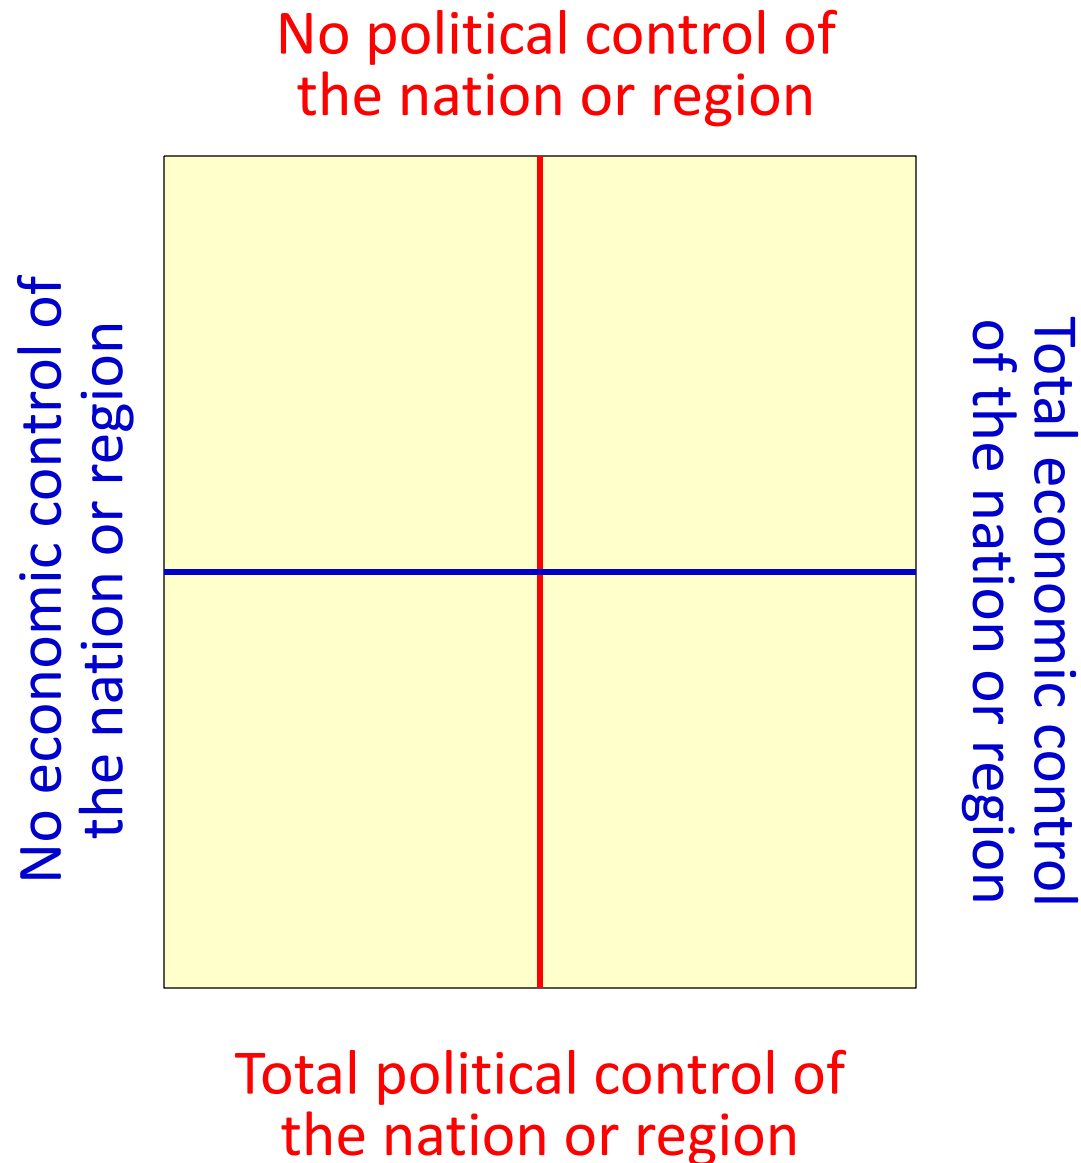 No political control of
the nation or region
No economic control of
the nation or region
Total economic control
of the nation or region
Total political control of
the nation or region